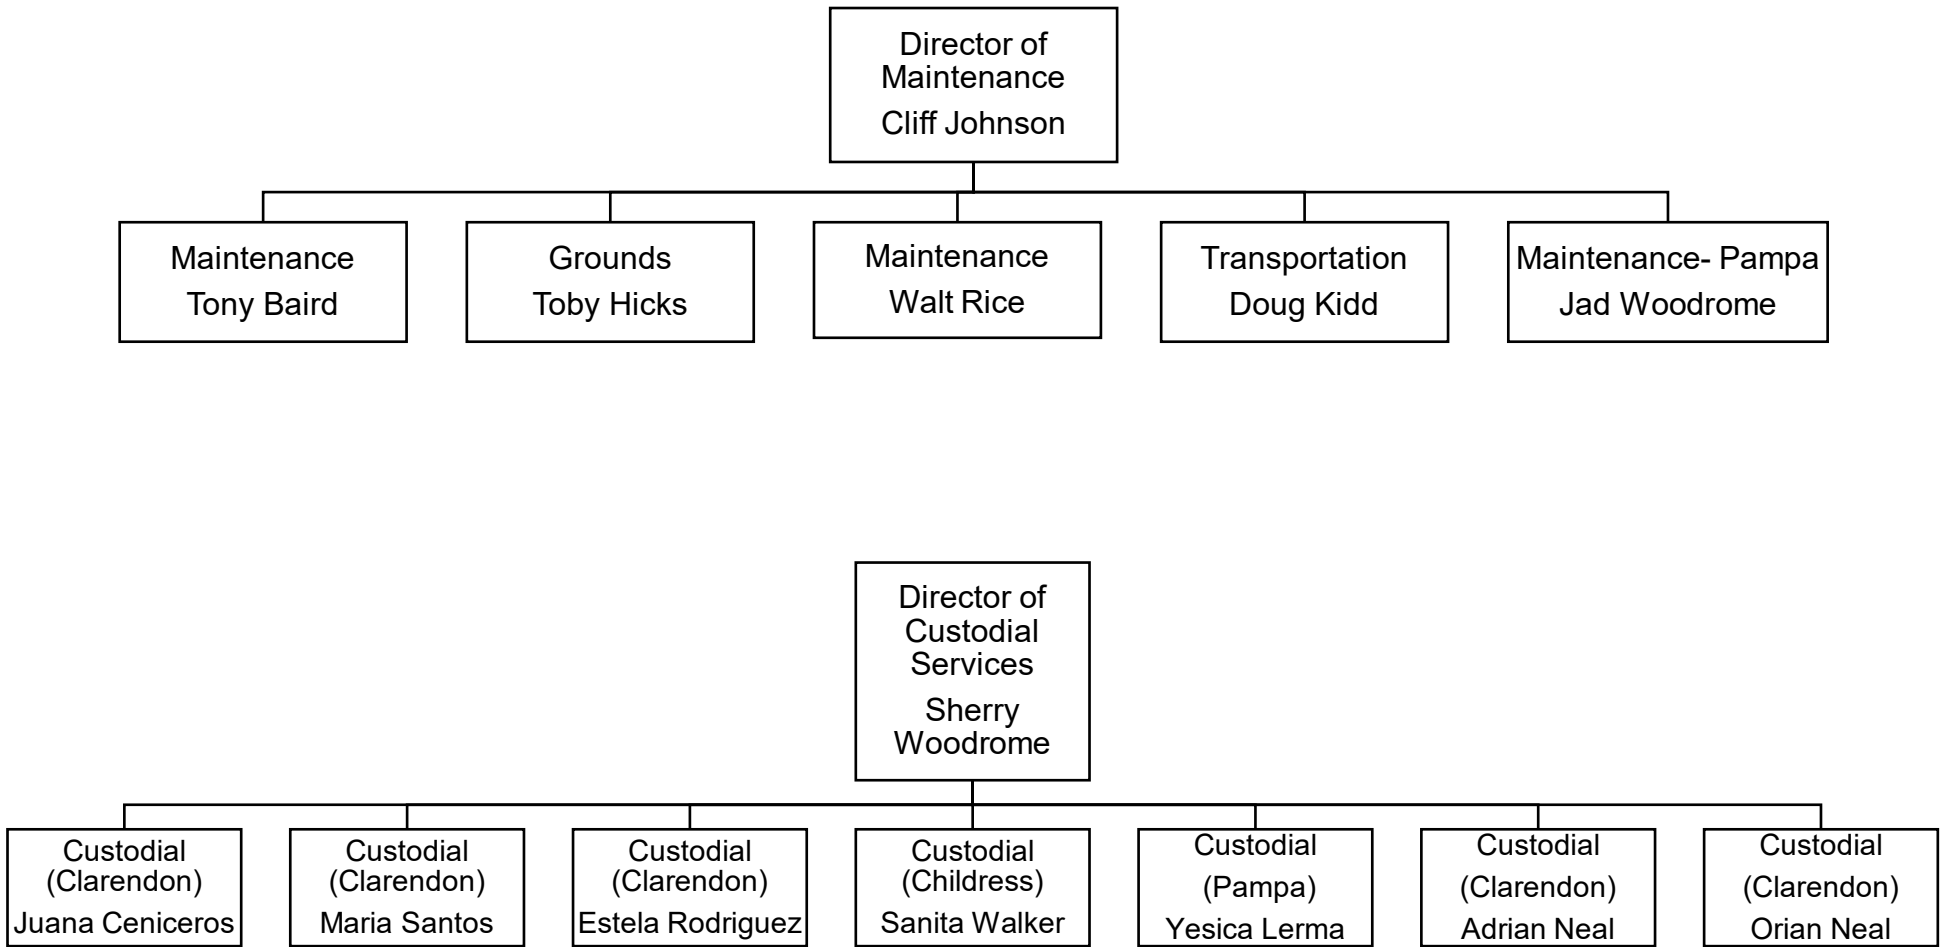 Director of
Maintenance
Cliff Johnson
Maintenance
Tony Baird
Grounds
Toby Hicks
Maintenance
Walt Rice
Transportation
Doug Kidd
Maintenance- Pampa
Jad Woodrome
Director of
Custodial
Services
Sherry
Woodrome
Custodial
(Clarendon)
Juana Ceniceros
Custodial
(Clarendon)
Maria Santos
Custodial
(Clarendon)
Estela Rodriguez
Custodial
(Childress)
Sanita Walker
Custodial
(Pampa)
Yesica Lerma
Custodial
(Clarendon)
Adrian Neal
Custodial
(Clarendon)
Orian Neal